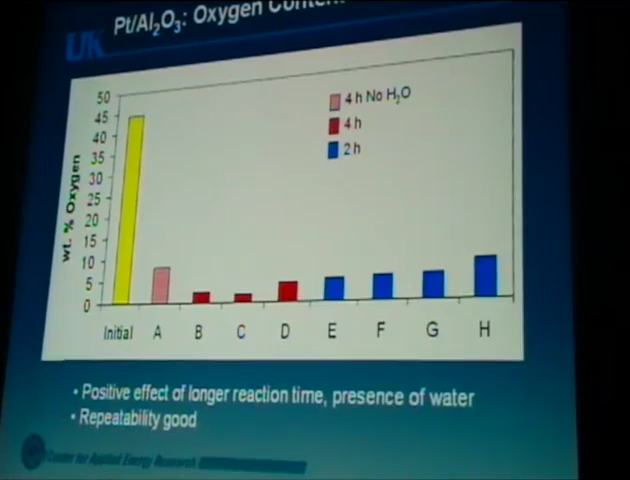 UK
Pt/Al₂O₃: Oxygen Content
50
45
40
35
30
25
20
15
10
5
0
wt. % Oxygen
4 h No H₂O
4 h
2 h
Initial A B C D E F G H
• Positive effect of longer reaction time, presence of water
• Repeatability good
Center for Applied Energy Research